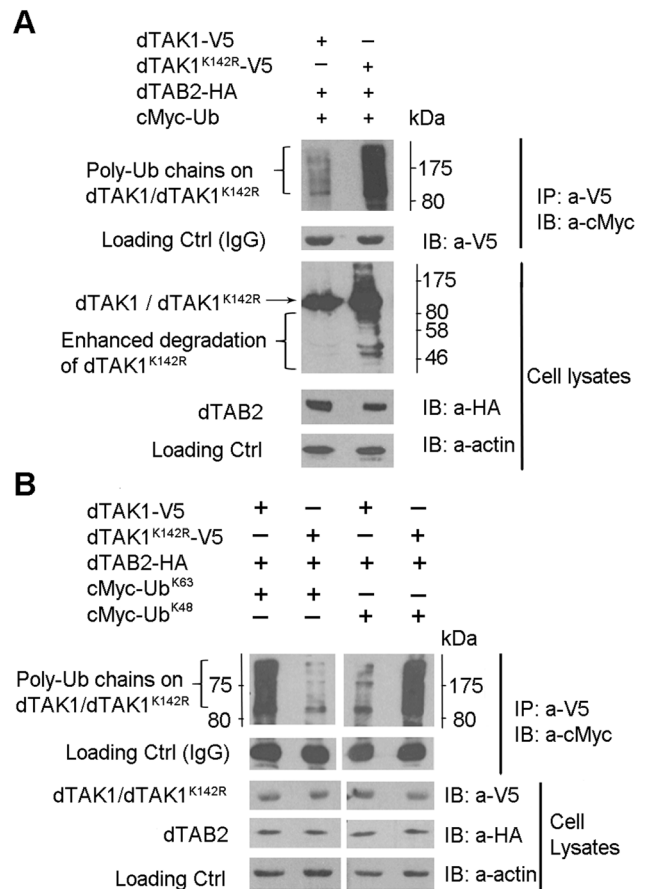 A
dTAK1-V5 + –
dTAK1K142R-V5 – +
dTAB2-HA + +
cMyc-Ub + + kDa
Poly-Ub chains on
dTAK1/dTAK1K142R
175
80
IP: a-V5
IB: a-cMyc
Loading Ctrl (IgG) IB: a-V5
175
dTAK1 / dTAK1K142R 80
58
Enhanced degradation
of dTAK1K142R
46
Cell lysates
dTAB2 IB: a-HA
Loading Ctrl IB: a-actin
B
dTAK1-V5 + – + –
dTAK1K142R-V5 – + – +
dTAB2-HA + + + +
cMyc-UbK63 + + – –
cMyc-UbK48 – – + +
kDa
Poly-Ub chains on
dTAK1/dTAK1K142R
75 175
80 80
IP: a-V5
IB: a-cMyc
Loading Ctrl (IgG)
dTAK1/dTAK1K142R IB: a-V5
dTAB2 IB: a-HA
Cell
Lysates
Loading Ctrl IB: a-actin